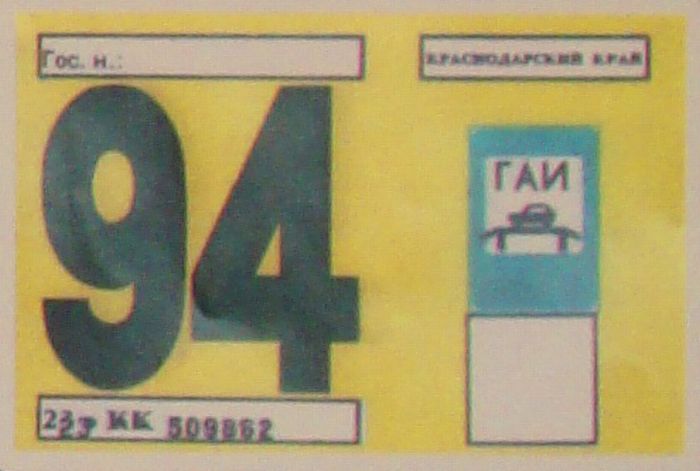 Гос. н.:
КРАСНОДАРСКИЙ КРАЙ
94
ГАИ
КК 509862